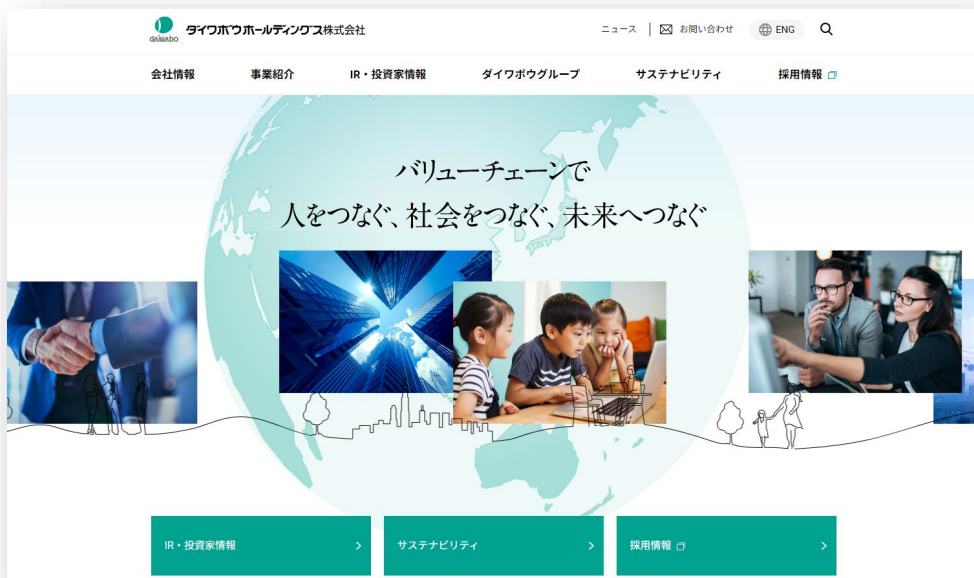 daiwabo
ダイワボウホールディングス株式会社
ニュース
お問い合わせ
ENG
会社情報
事業紹介
IR・投資家情報
ダイワボウグループ
サステナビリティ
採用情報
バリューチェーンで
人をつなぐ、社会をつなぐ、未来へつなぐ
IR・投資家情報
サステナビリティ
採用情報